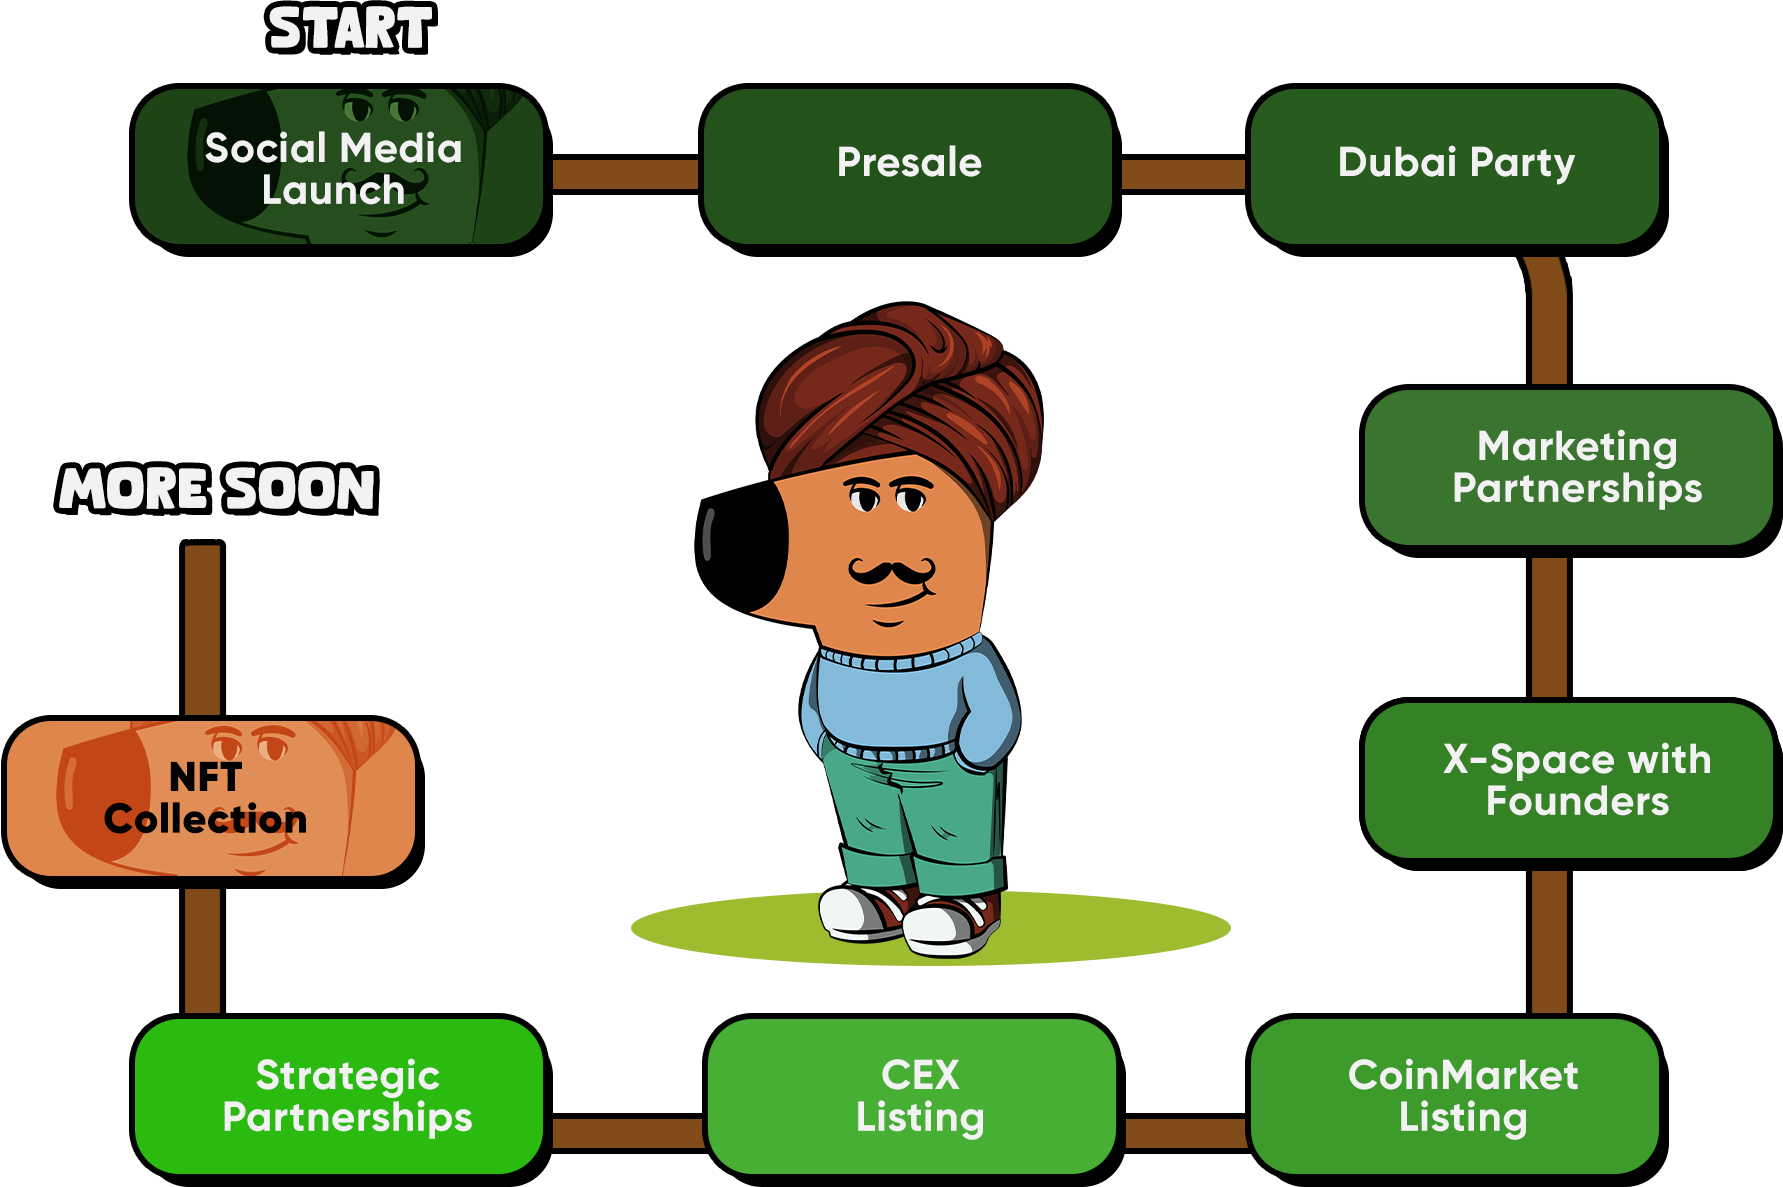 START
Social Media
Launch
Presale
Dubai Party
Marketing
Partnerships
X-Space with
Founders
CoinMarket
Listing
CEX
Listing
Strategic
Partnerships
NFT
Collection
MORE SOON